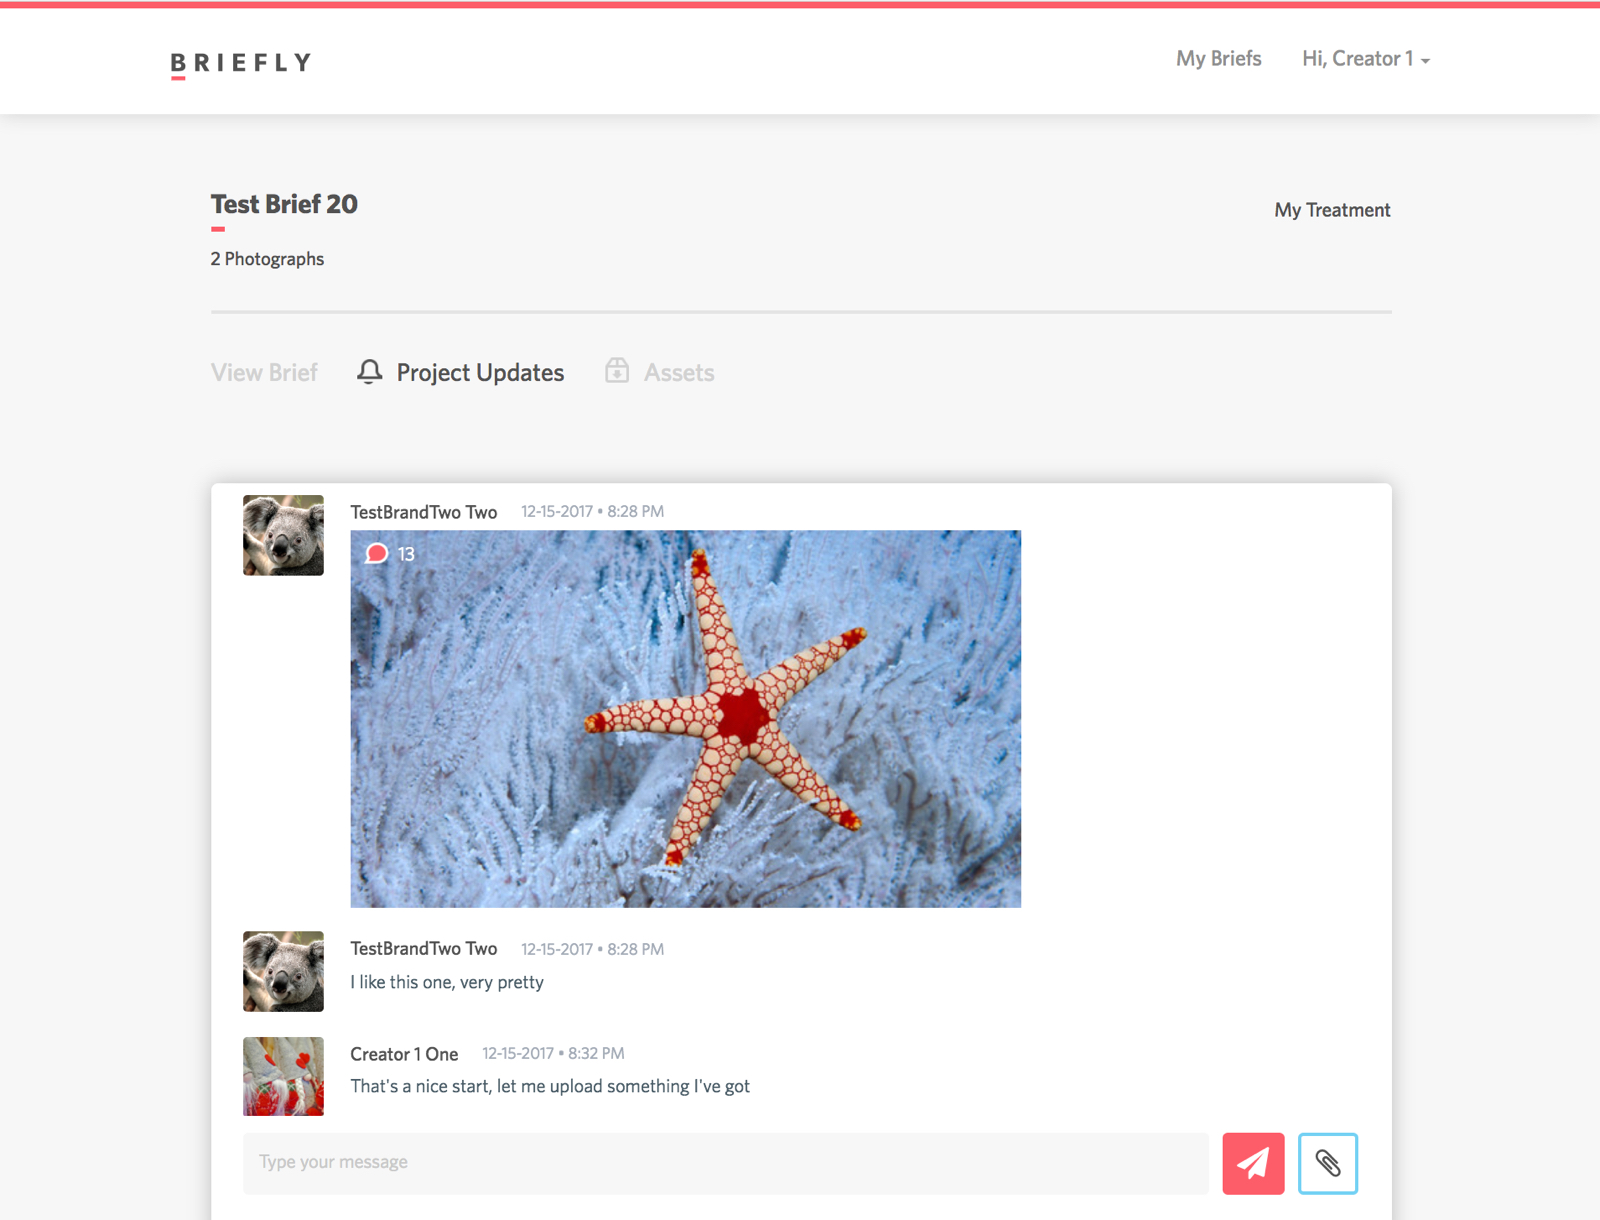 BRIEFLY
My Briefs Hi, Creator 1
Test Brief 20
My Treatment
2 Photographs
View Brief Project Updates Assets
TestBrandTwo Two 12-15-2017 • 8:28 PM
13
TestBrandTwo Two 12-15-2017 • 8:28 PM
I like this one, very pretty
Creator 1 One 12-15-2017 • 8:32 PM
That's a nice start, let me upload something I've got
Type your message